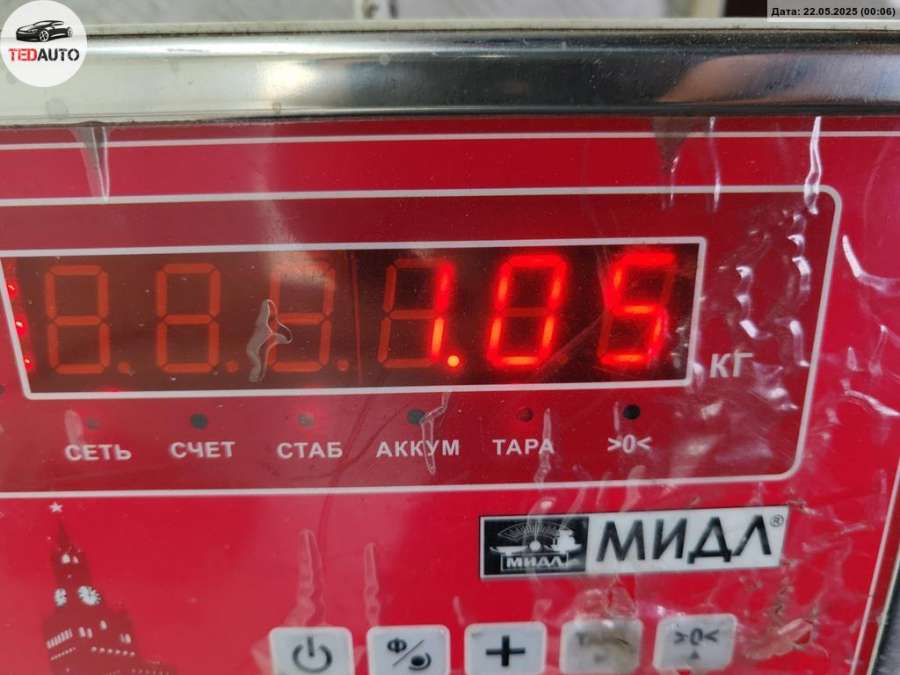 TEDAUTO
Дата: 22.05.2025 (00:06)
1.05
КГ
СЕТЬ СЧЕТ СТАБ АККУМ ТАРА >0<
МИДЛ
МИДЛ®
Ф/ + >0<